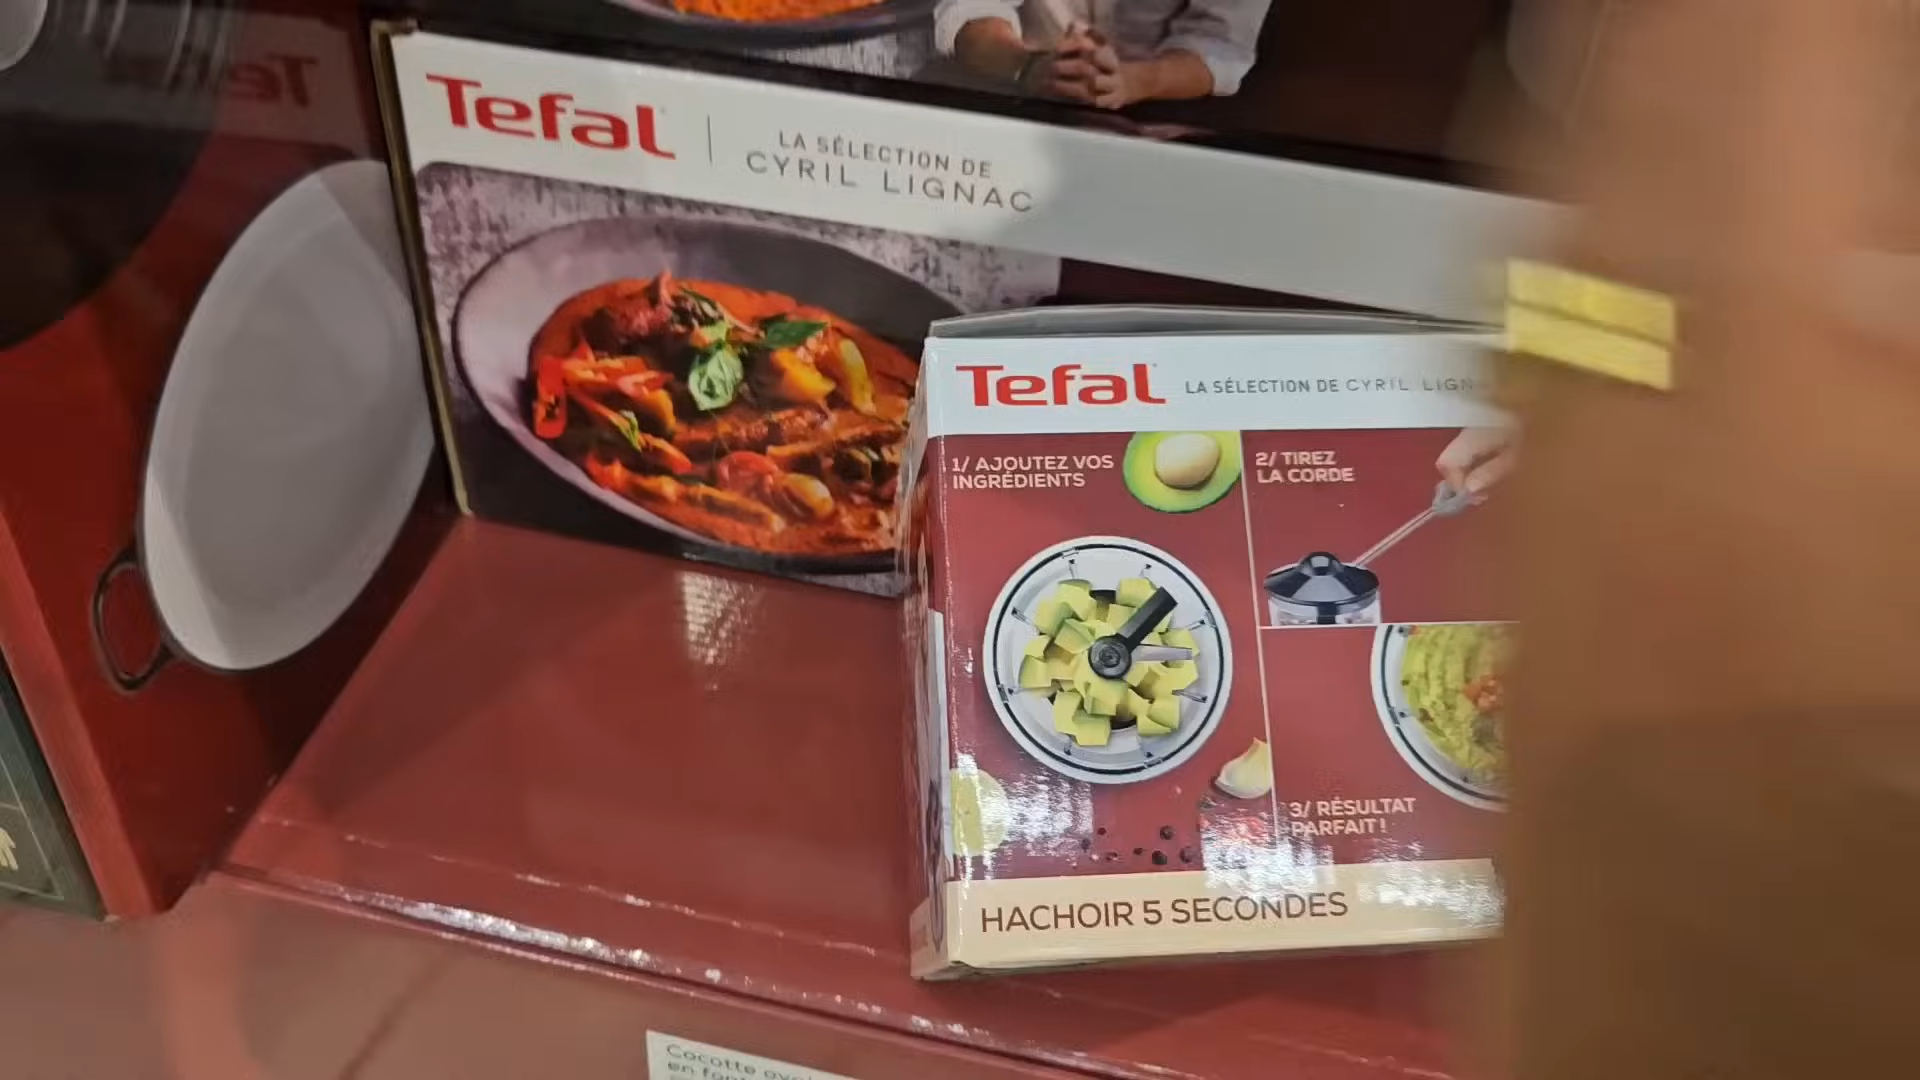 Tefal
LA SÉLECTION DE
CYRIL LIGNAC
Tefal LA SÉLECTION DE CYRIL
1/ AJOUTEZ VOS
INGRÉDIENTS
2/ TIREZ
LA CORDE
3/ RÉSULTAT
PARFAIT !
HACHOIR 5 SECONDES
Cocotte
en